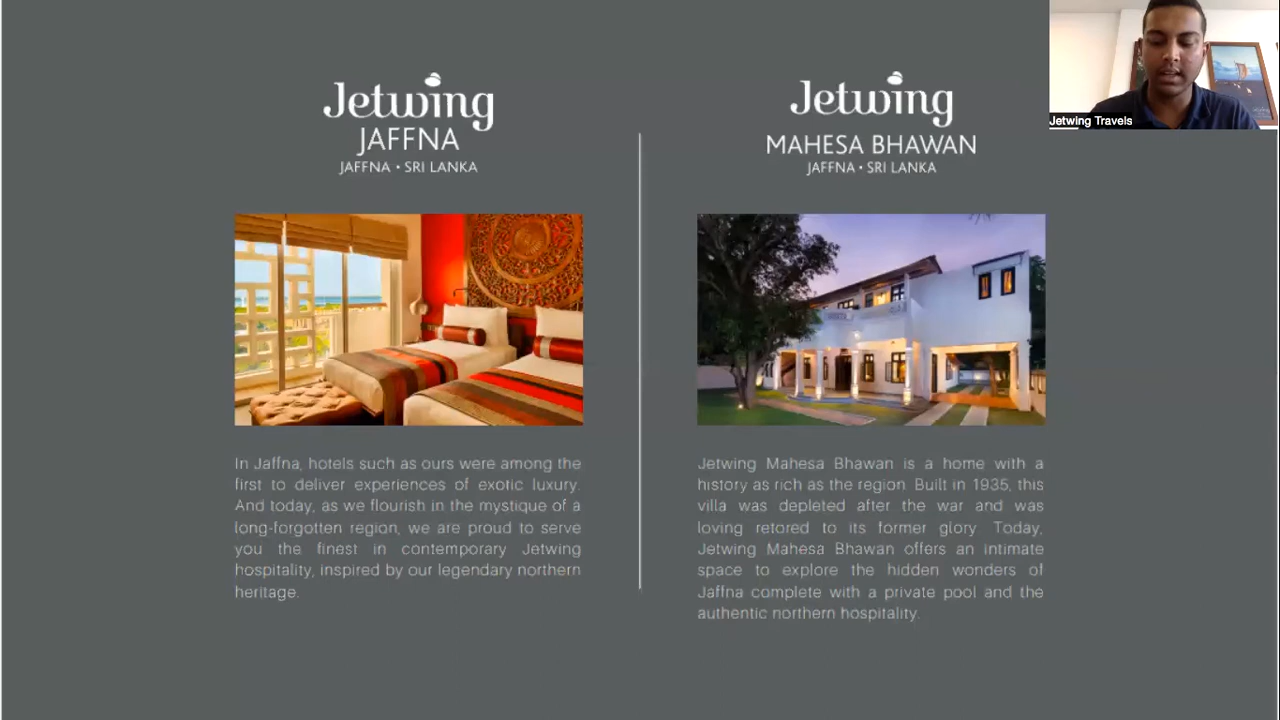 Jetwing
JAFFNA
JAFFNA • SRI LANKA
In Jaffna, hotels such as ours were among the
first to deliver experiences of exotic luxury.
And today, as we flourish in the mystique of a
long-forgotten region, we are proud to serve
you the finest in contemporary Jetwing
hospitality, inspired by our legendary northern
heritage.
Jetwing
MAHESA BHAWAN
JAFFNA • SRI LANKA
Jetwing Mahesa Bhawan is a home with a
history as rich as the region. Built in 1935, this
villa was depleted after the war and was
loving retored to its former glory. Today,
Jetwing Mahesa Bhawan offers an intimate
space to explore the hidden wonders of
Jaffna complete with a private pool and the
authentic northern hospitality.
Jetwing Travels